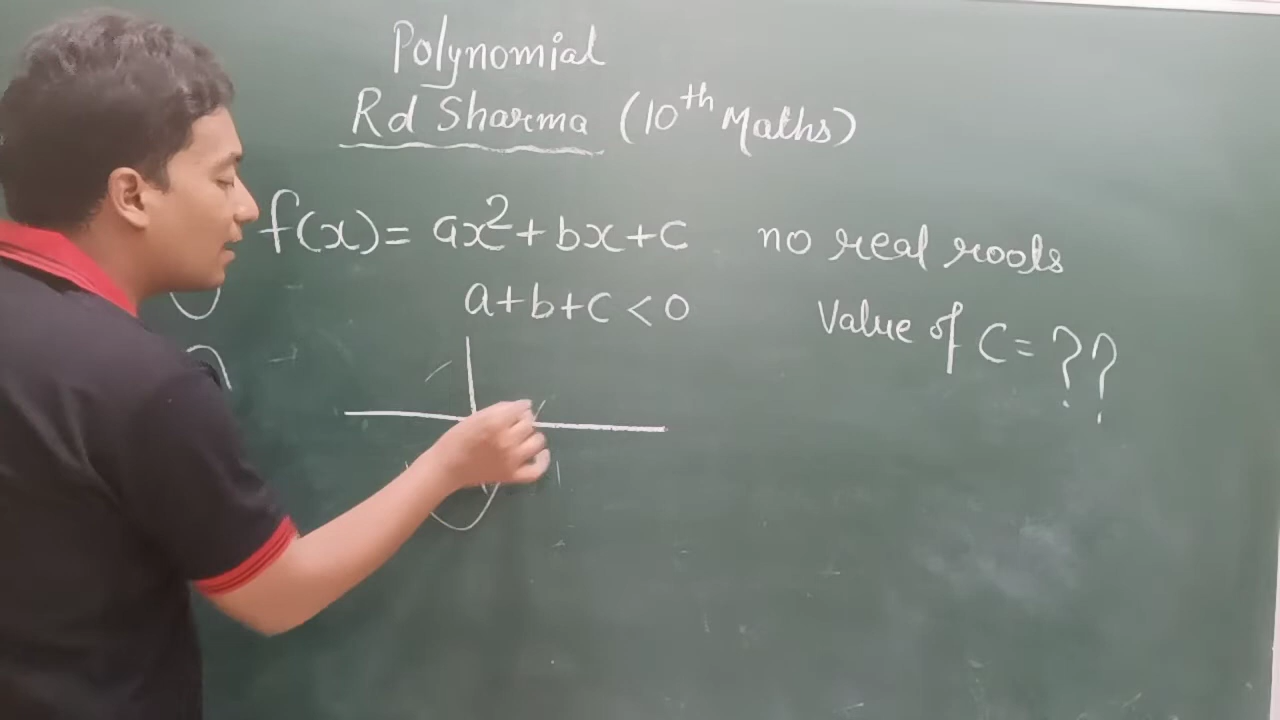 Polynomial
Rd Sharma (10th Maths)
f(x) = ax²+bx+c no real roots
a+b+c < 0
Value of C = ??